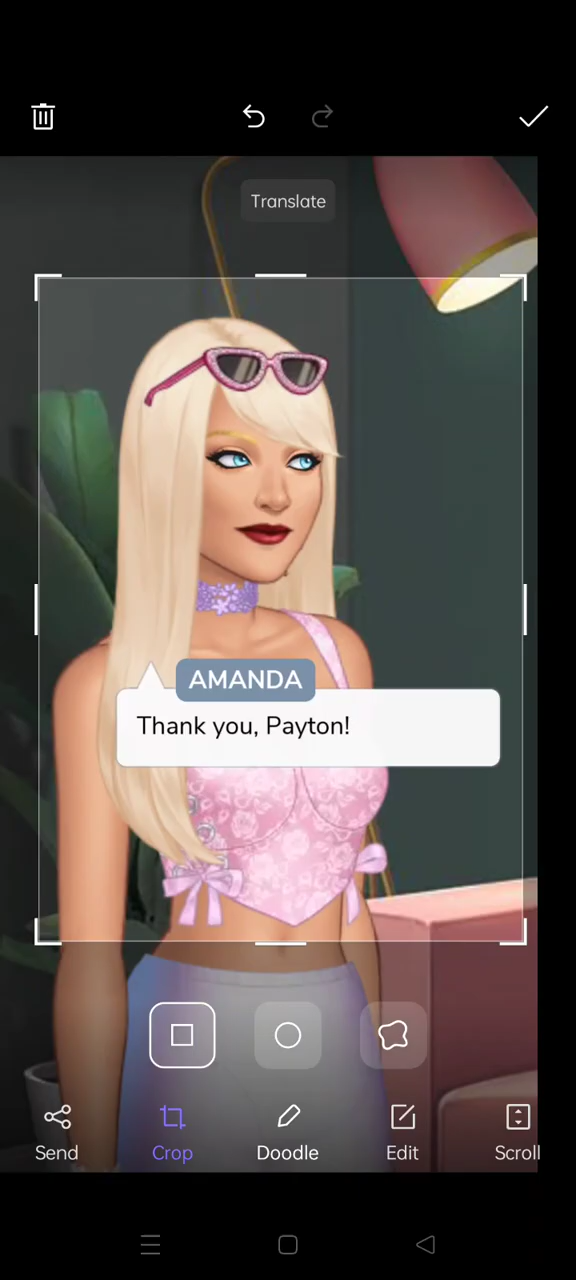 Translate
AMANDA
Thank you, Payton!
Send
Crop
Doodle
Edit
Scroll